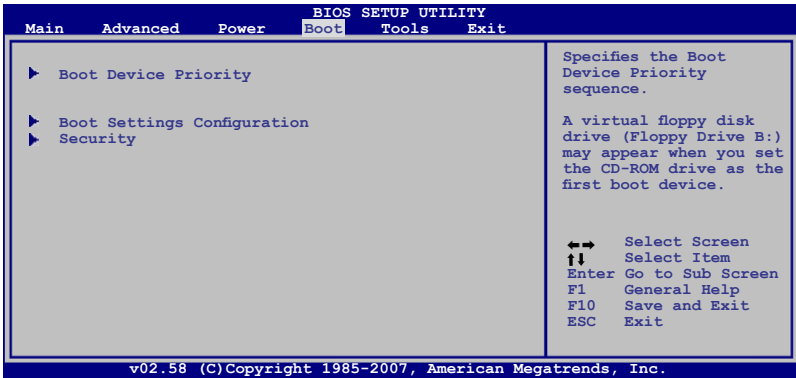 BIOS SETUP UTILITY
Main Advanced Power Boot Tools Exit
Boot Device Priority
Boot Settings Configuration
Security
Specifies the Boot
Device Priority
sequence.
A virtual floppy disk
drive (Floppy Drive B:)
may appear when you set
the CD-ROM drive as the
first boot device.
←→ Select Screen
↑↓ Select Item
Enter Go to Sub Screen
F1 General Help
F10 Save and Exit
ESC Exit
v02.58 (C)Copyright 1985-2007, American Megatrends, Inc.